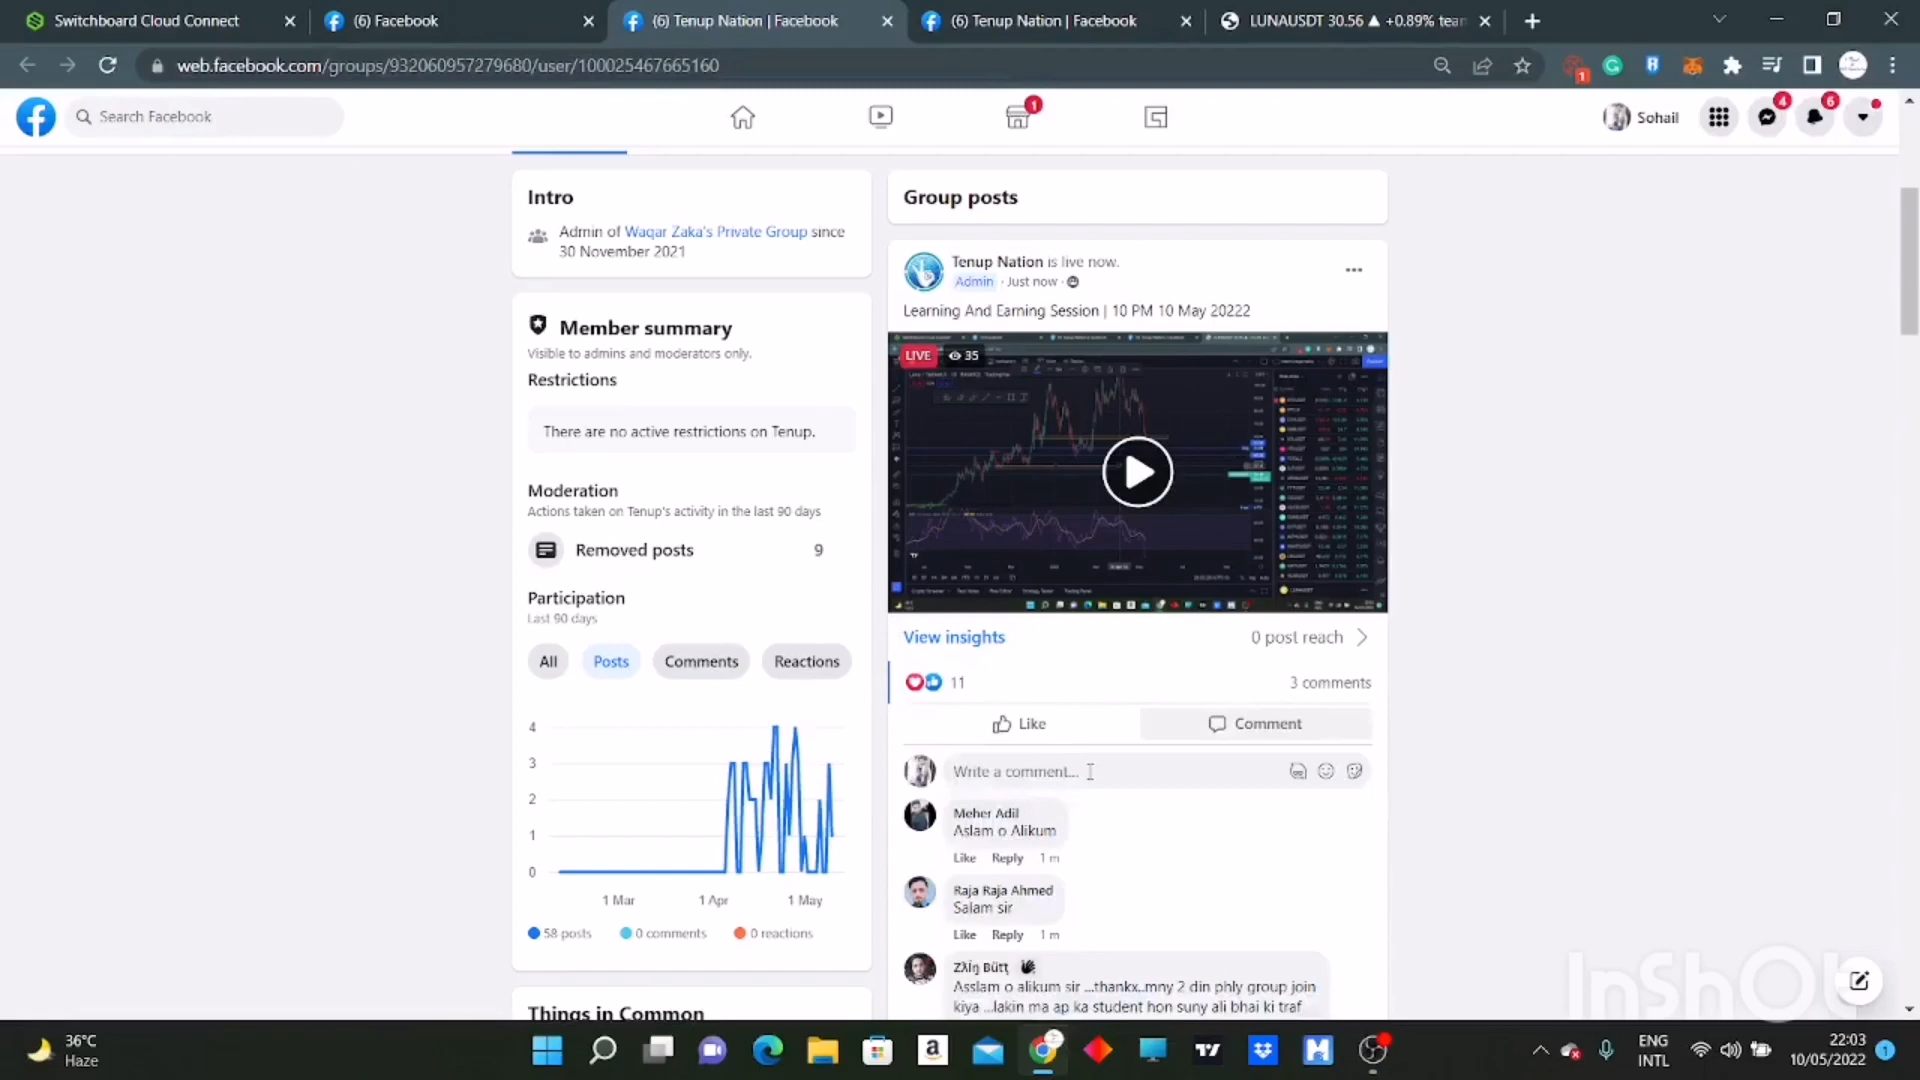 Switchboard Cloud Connect
(6) Facebook
(6) Tenup Nation | Facebook
(6) Tenup Nation | Facebook
LUNAUSDT 30.56 ▲ +0.89% tean
web.facebook.com/groups/932060957279680/user/100025467665160
1
Search Facebook
1
Sohail
4
6
Intro
Admin of Waqar Zaka's Private Group since
30 November 2021
Member summary
Visible to admins and moderators only.
Restrictions
There are no active restrictions on Tenup.
Moderation
Actions taken on Tenup's activity in the last 90 days
Removed posts 9
Participation
Last 90 days
All Posts Comments Reactions
4
3
2
1
0
1 Mar 1 Apr 1 May
58 posts 0 comments 0 reactions
Things in Common
Group posts
Tenup Nation is live now.
Admin · Just now ·
Learning And Earning Session | 10 PM 10 May 20222
LIVE 35
View insights 0 post reach
11 3 comments
Like Comment
Write a comment...
Meher Adil
Aslam o Alikum
Like Reply 1 m
Raja Raja Ahmed
Salam sir
Like Reply 1 m
Asslam o alikum sir ...thankx..mny 2 din phly group join
kiya ...lakin ma ap ka student hon suny ali bhai ki traf
InShOt
36°C
Haze
ENG
INTL
22:03
10/05/2022
1